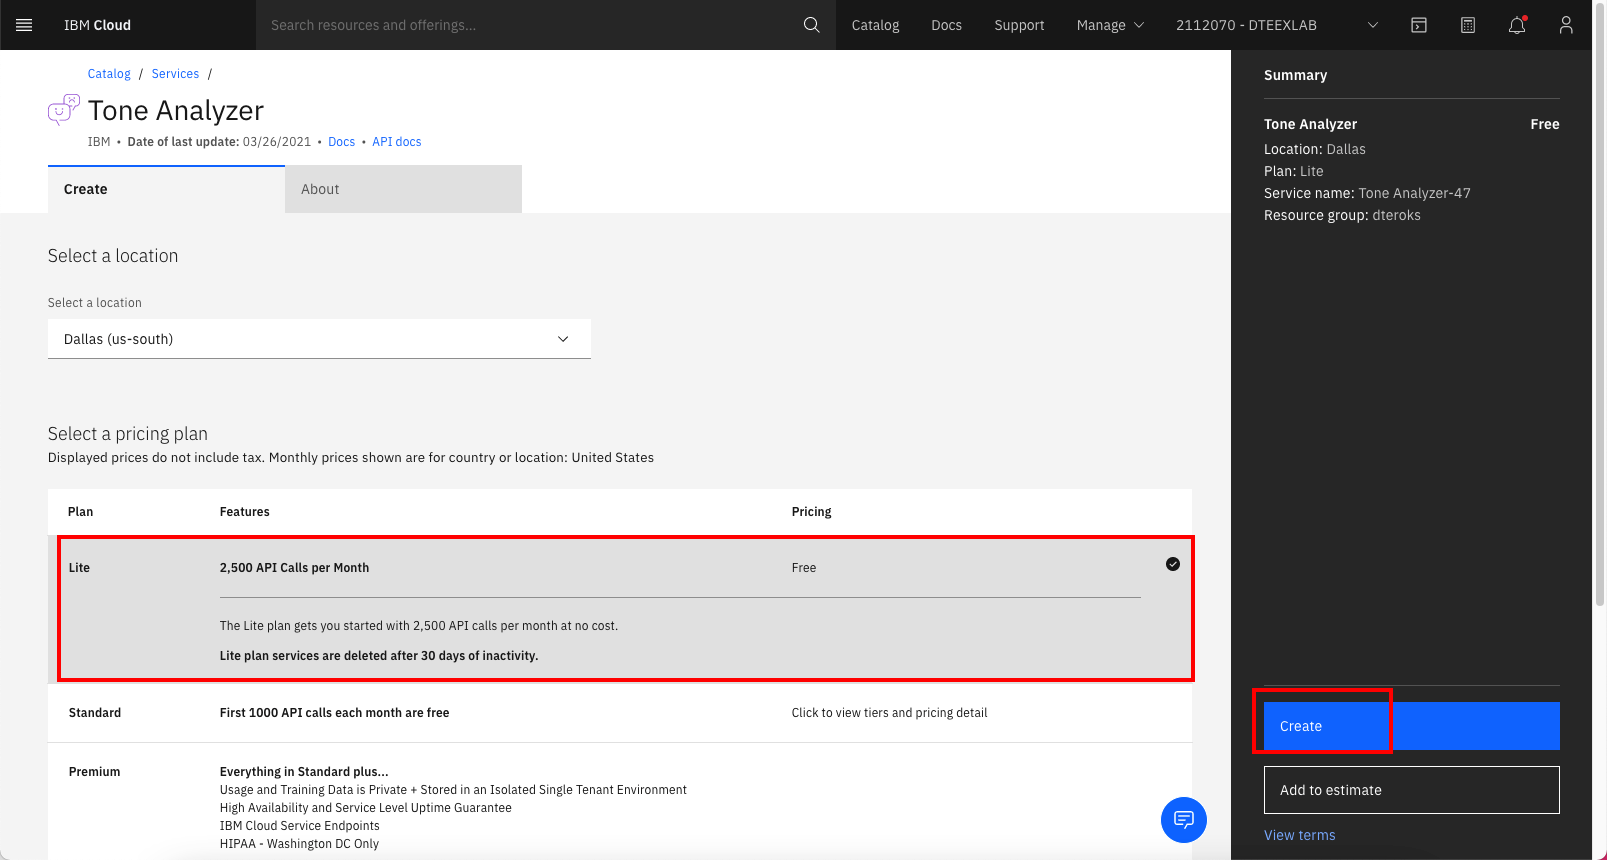 IBM Cloud
Search resources and offerings...
Catalog
Docs
Support
Manage
2112070 - DTEEXLAB
Catalog / Services /
Tone Analyzer
IBM • Date of last update: 03/26/2021 • Docs • API docs
Create
About
Select a location
Select a location
Dallas (us-south)
Select a pricing plan
Displayed prices do not include tax. Monthly prices shown are for country or location: United States
Plan
Features
Pricing
Lite
2,500 API Calls per Month
Free
The Lite plan gets you started with 2,500 API calls per month at no cost.
Lite plan services are deleted after 30 days of inactivity.
Standard
First 1000 API calls each month are free
Click to view tiers and pricing detail
Premium
Everything in Standard plus...
Usage and Training Data is Private + Stored in an Isolated Single Tenant Environment
High Availability and Service Level Uptime Guarantee
IBM Cloud Service Endpoints
HIPAA - Washington DC Only
Summary
Tone Analyzer
Free
Location: Dallas
Plan: Lite
Service name: Tone Analyzer-47
Resource group: dteroks
Create
Add to estimate
View terms